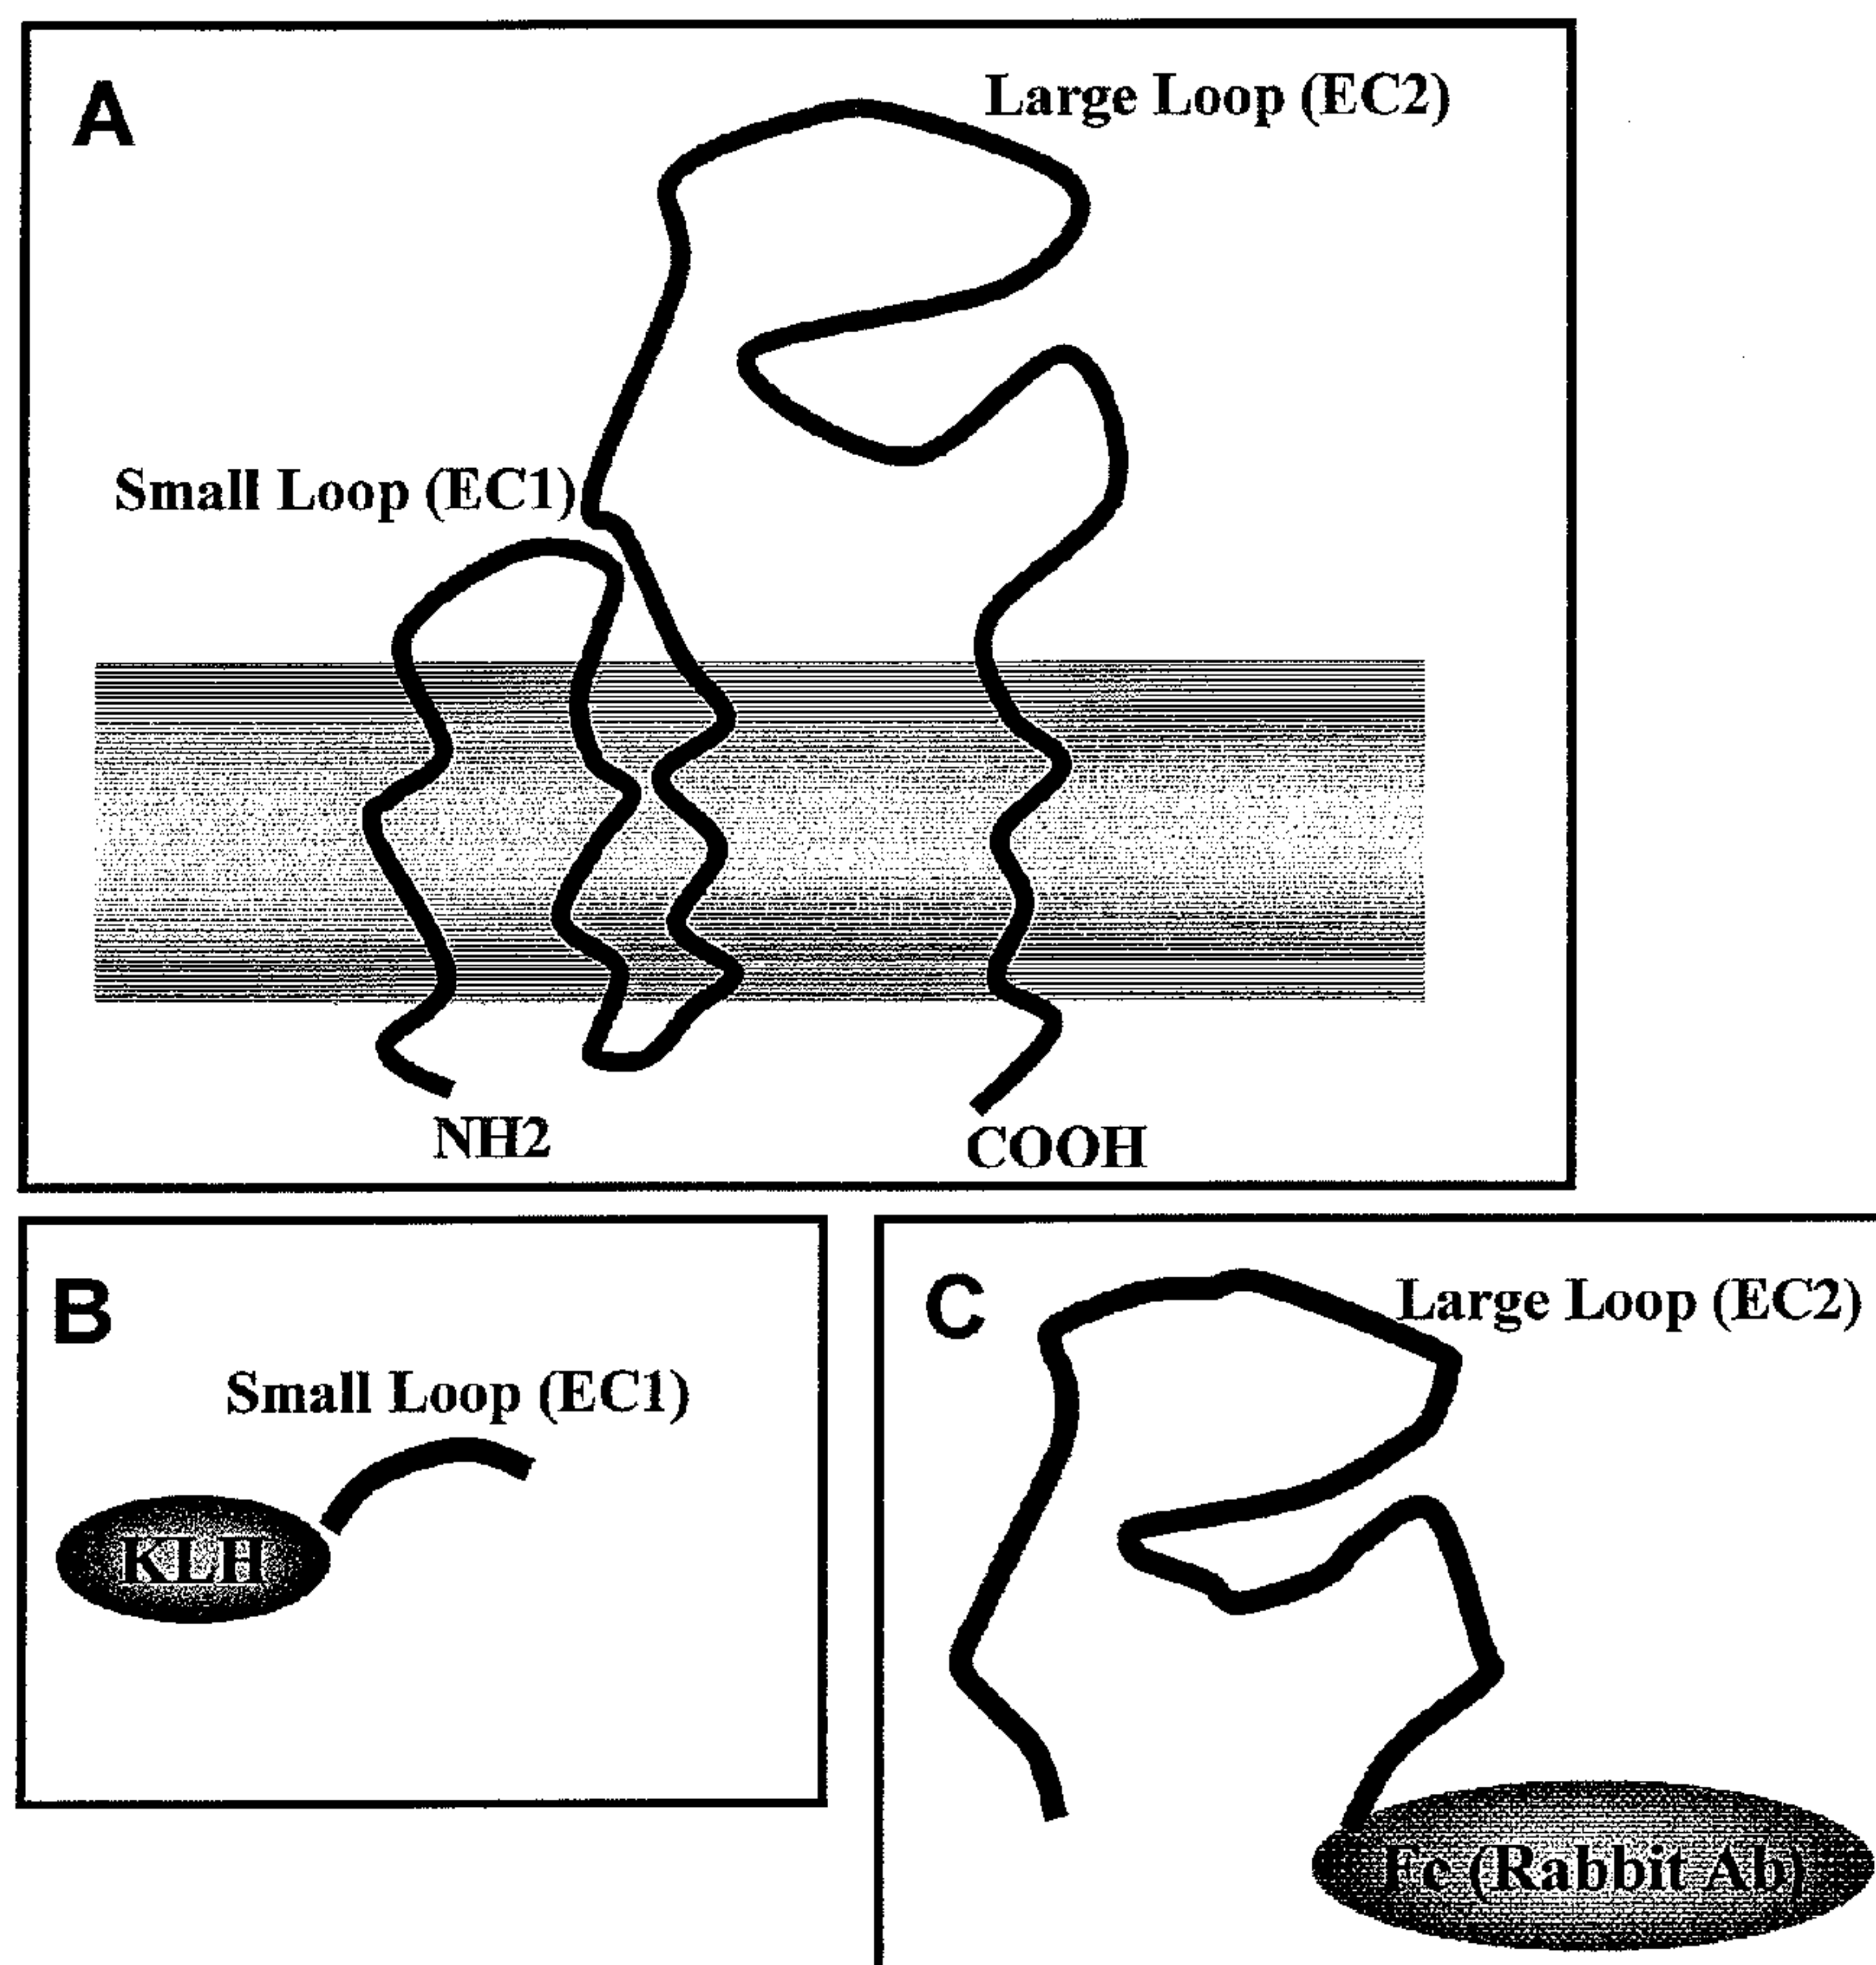 A
Large Loop (EC2)
Small Loop (EC1)
NH2
COOH
B
Small Loop (EC1)
KLH
C
Large Loop (EC2)
Fc (Rabbit Ab)